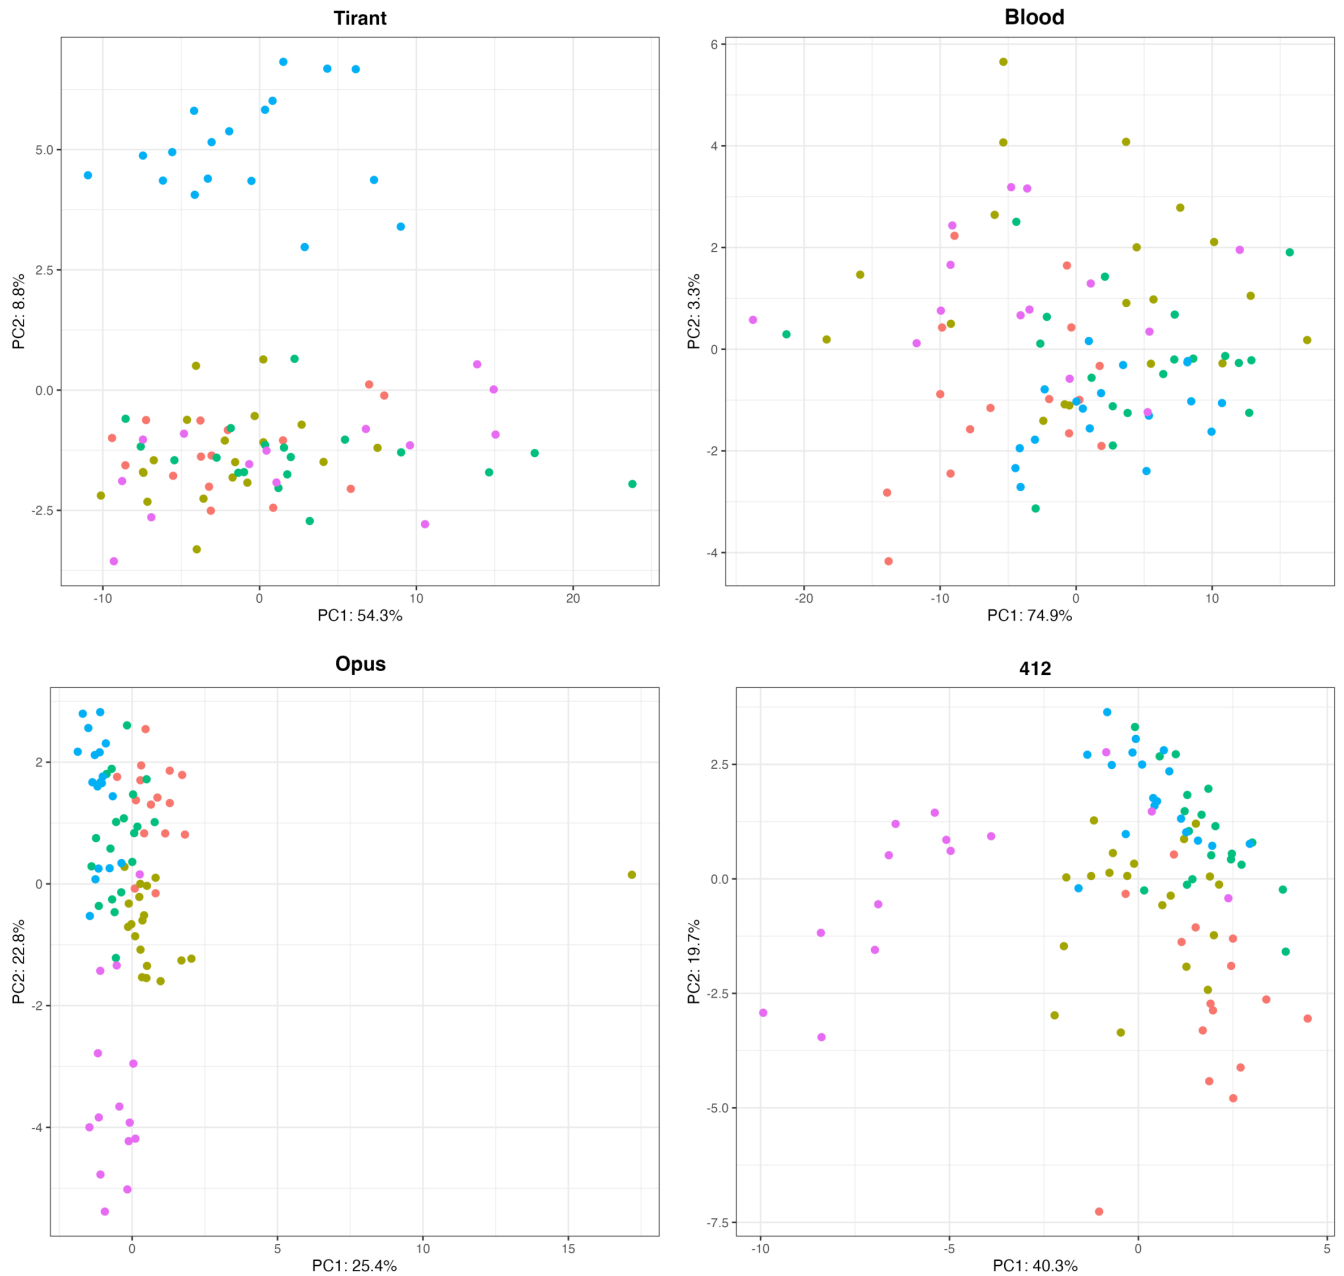 Tirant
5.0
2.5
0.0
-2.5
PC2: 8.8%
-10 0 10 20
PC1: 54.3%
Blood
6
4
2
0
-2
-4
PC2: 3.3%
-20 -10 0 10
PC1: 74.9%
Opus
2
0
-2
-4
PC2: 22.8%
0 5 10 15
PC1: 25.4%
412
2.5
0.0
-2.5
-5.0
-7.5
PC2: 19.7%
-10 -5 0 5
PC1: 40.3%